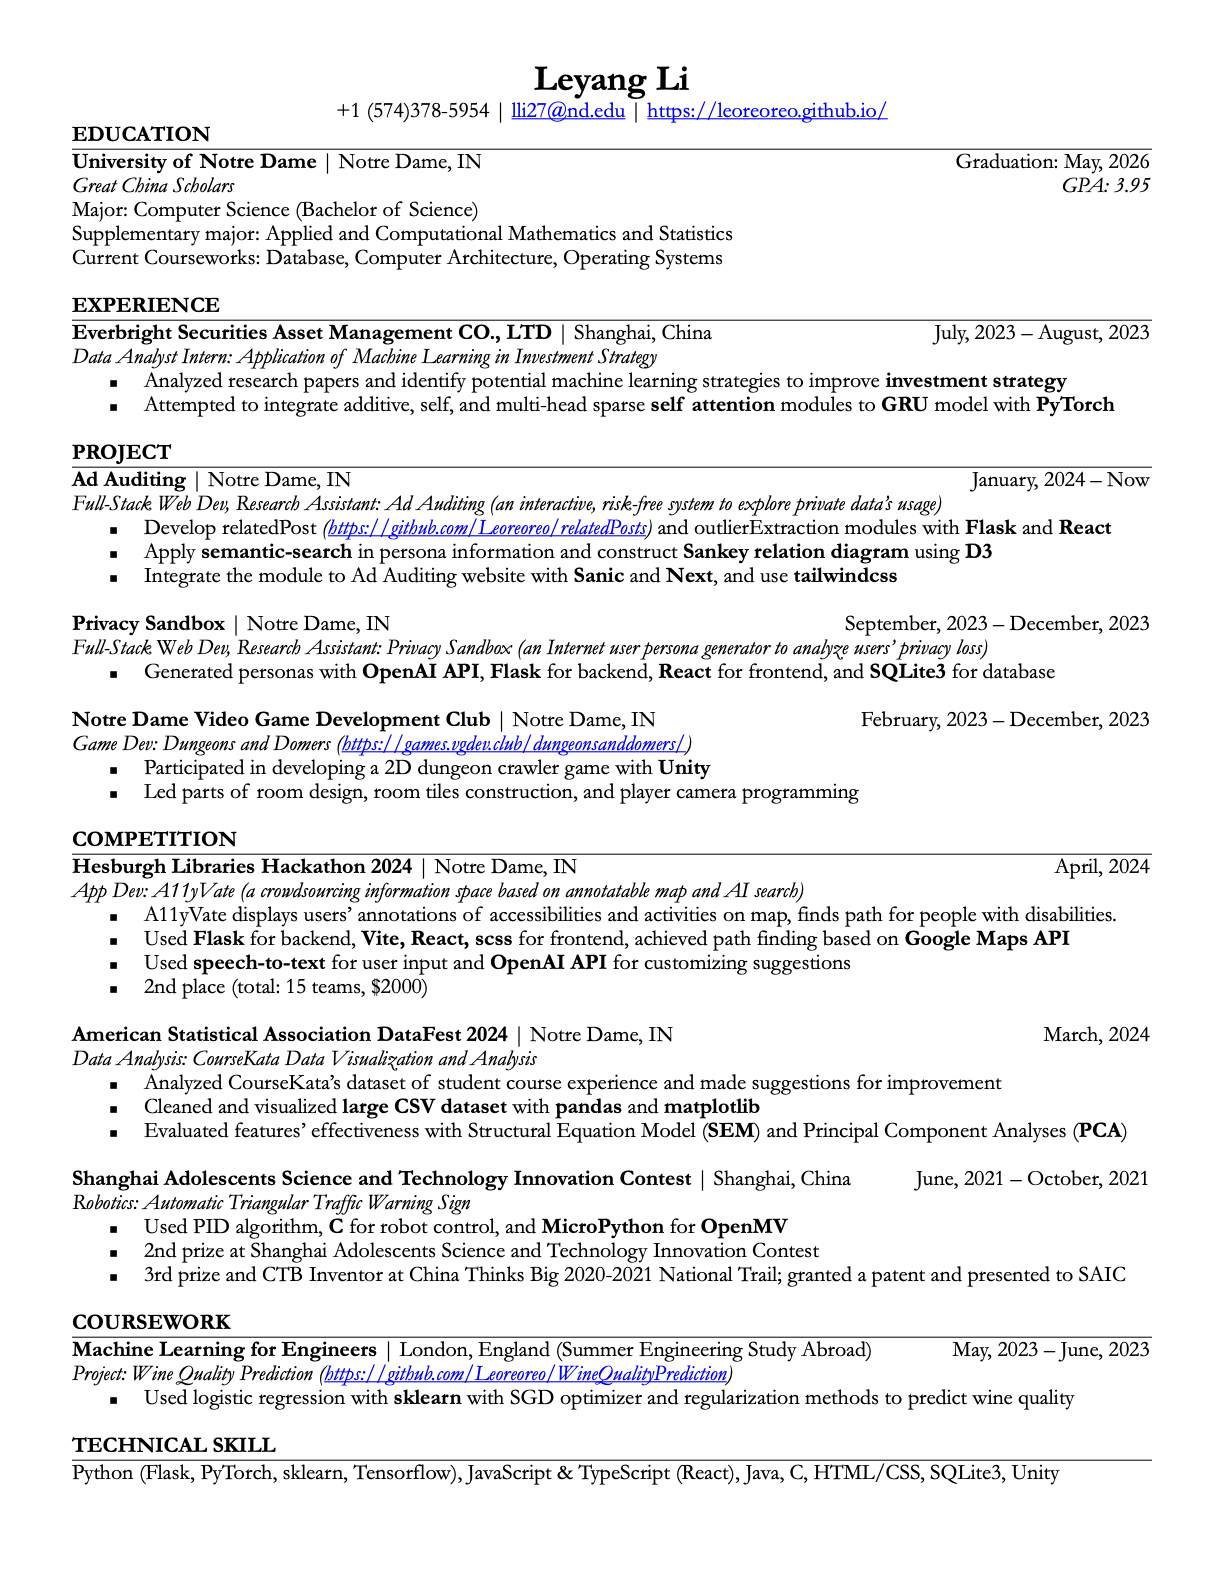 Leyang Li
+1 (574)378-5954 | lli27@nd.edu | https://leoreoreo.github.io/
EDUCATION
University of Notre Dame | Notre Dame, IN Graduation: May, 2026
Great China Scholars GPA: 3.95
Major: Computer Science (Bachelor of Science)
Supplementary major: Applied and Computational Mathematics and Statistics
Current Courseworks: Database, Computer Architecture, Operating Systems
EXPERIENCE
Everbright Securities Asset Management CO., LTD | Shanghai, China July, 2023 – August, 2023
Data Analyst Intern: Application of Machine Learning in Investment Strategy
▪ Analyzed research papers and identify potential machine learning strategies to improve investment strategy
▪ Attempted to integrate additive, self, and multi-head sparse self attention modules to GRU model with PyTorch
PROJECT
Ad Auditing | Notre Dame, IN January, 2024 – Now
Full-Stack Web Dev, Research Assistant: Ad Auditing (an interactive, risk-free system to explore private data's usage)
▪ Develop relatedPost (https://github.com/Leoreoreo/relatedPosts) and outlierExtraction modules with Flask and React
▪ Apply semantic-search in persona information and construct Sankey relation diagram using D3
▪ Integrate the module to Ad Auditing website with Sanic and Next, and use tailwindcss
Privacy Sandbox | Notre Dame, IN September, 2023 – December, 2023
Full-Stack Web Dev, Research Assistant: Privacy Sandbox (an Internet user persona generator to analyze users' privacy loss)
▪ Generated personas with OpenAI API, Flask for backend, React for frontend, and SQLite3 for database
Notre Dame Video Game Development Club | Notre Dame, IN February, 2023 – December, 2023
Game Dev: Dungeons and Domers (https://games.vgdev.club/dungeonsanddomers/)
▪ Participated in developing a 2D dungeon crawler game with Unity
▪ Led parts of room design, room tiles construction, and player camera programming
COMPETITION
Hesburgh Libraries Hackathon 2024 | Notre Dame, IN April, 2024
App Dev: A11yVate (a crowdsourcing information space based on annotatable map and AI search)
▪ A11yVate displays users' annotations of accessibilities and activities on map, finds path for people with disabilities.
▪ Used Flask for backend, Vite, React, scss for frontend, achieved path finding based on Google Maps API
▪ Used speech-to-text for user input and OpenAI API for customizing suggestions
▪ 2nd place (total: 15 teams, $2000)
American Statistical Association DataFest 2024 | Notre Dame, IN March, 2024
Data Analysis: CourseKata Data Visualization and Analysis
▪ Analyzed CourseKata's dataset of student course experience and made suggestions for improvement
▪ Cleaned and visualized large CSV dataset with pandas and matplotlib
▪ Evaluated features' effectiveness with Structural Equation Model (SEM) and Principal Component Analyses (PCA)
Shanghai Adolescents Science and Technology Innovation Contest | Shanghai, China June, 2021 – October, 2021
Robotics: Automatic Triangular Traffic Warning Sign
▪ Used PID algorithm, C for robot control, and MicroPython for OpenMV
▪ 2nd prize at Shanghai Adolescents Science and Technology Innovation Contest
▪ 3rd prize and CTB Inventor at China Thinks Big 2020-2021 National Trail; granted a patent and presented to SAIC
COURSEWORK
Machine Learning for Engineers | London, England (Summer Engineering Study Abroad) May, 2023 – June, 2023
Project: Wine Quality Prediction (https://github.com/Leoreoreo/WineQualityPrediction)
▪ Used logistic regression with sklearn with SGD optimizer and regularization methods to predict wine quality
TECHNICAL SKILL
Python (Flask, PyTorch, sklearn, Tensorflow), JavaScript & TypeScript (React), Java, C, HTML/CSS, SQLite3, Unity